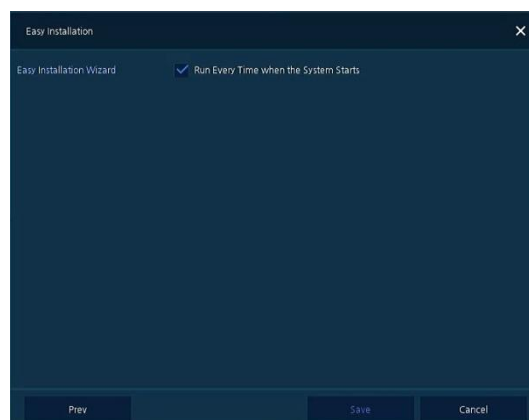 Easy Installation
Easy Installation Wizard Run Every Time when the System Starts
Prev Save Cancel